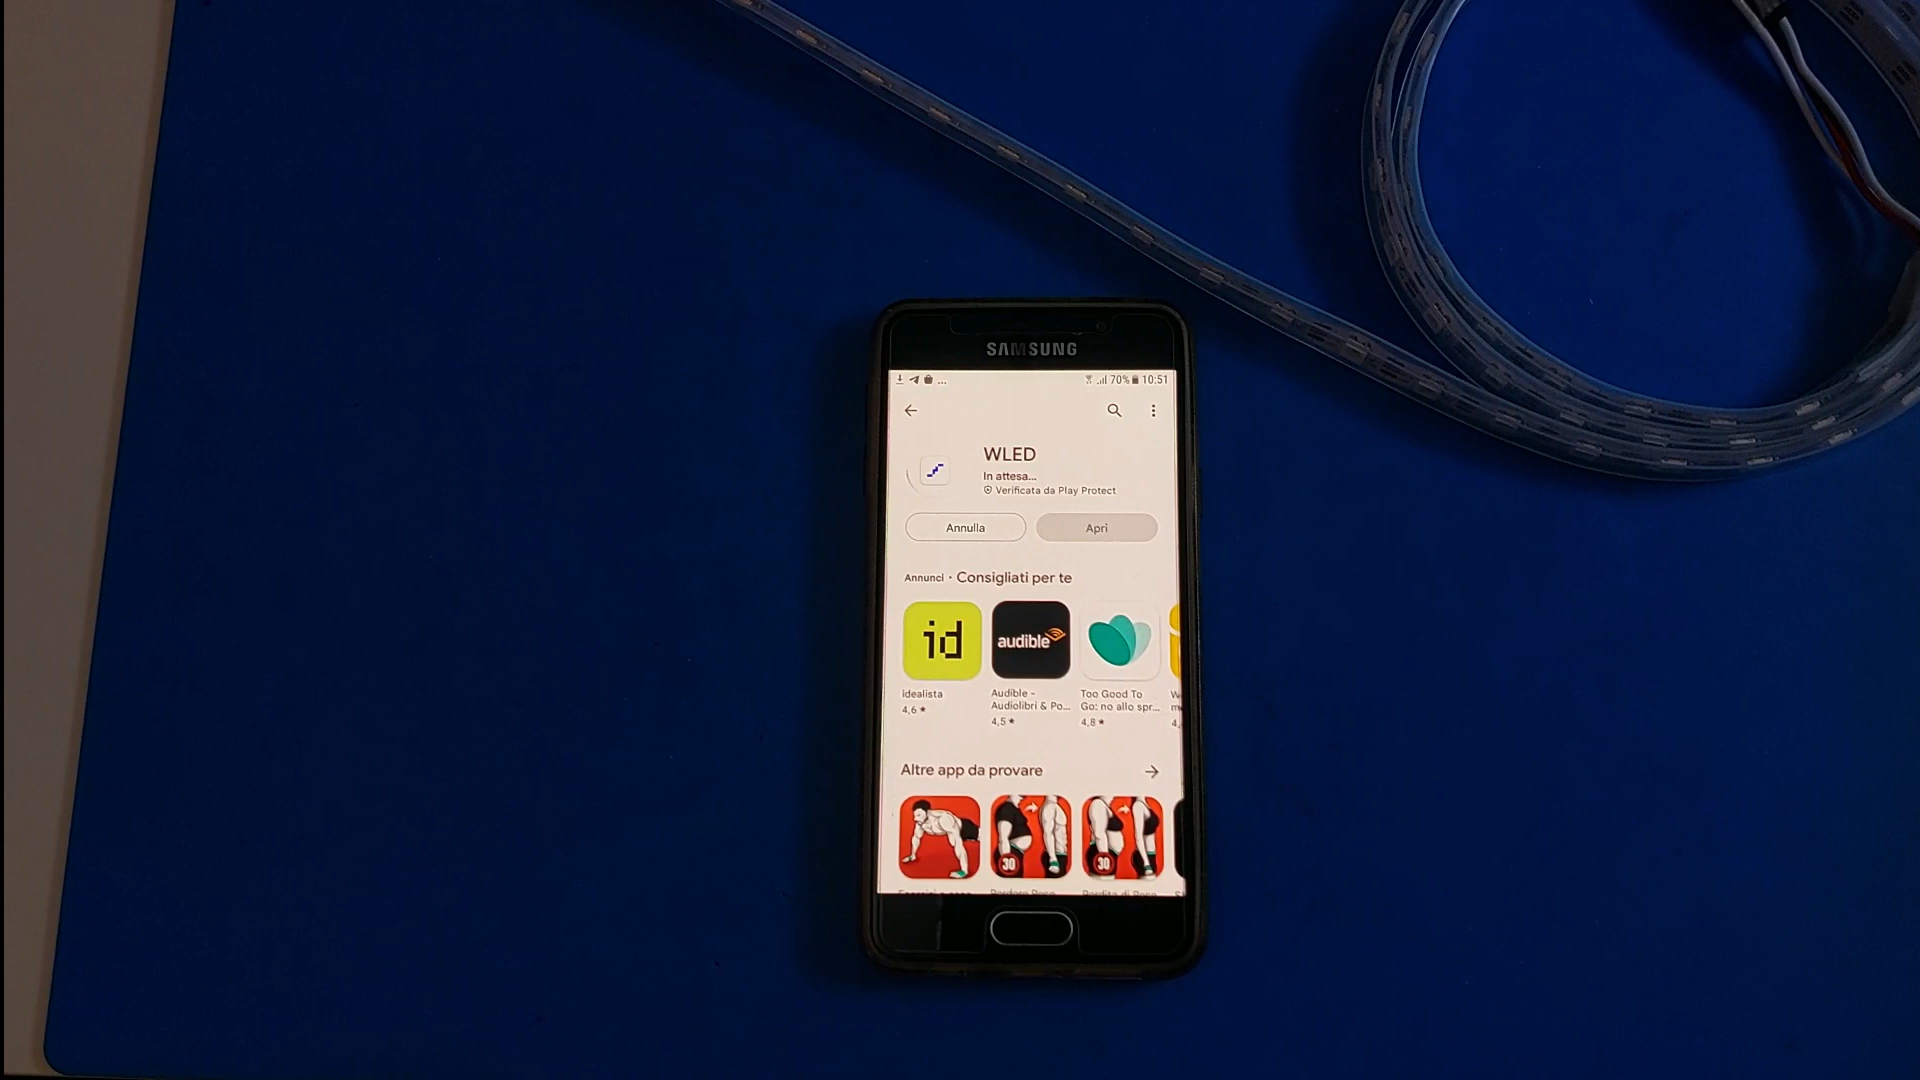 SAMSUNG
... 70% 10:51
WLED
In attesa...
Verificata da Play Protect
Annulla Apri
Annunci • Consigliati per te
id audible
idealista Audible - Too Good To
Audiolibri & Po... Go: no allo spr...
4,6 ★ 4,5 ★ 4,8 ★
Altre app da provare
30 30